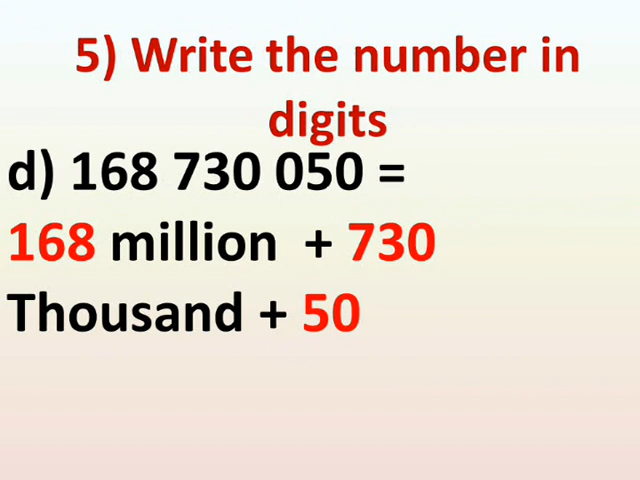 5) Write the number in
digits
d) 168 730 050 =
168 million + 730
Thousand + 50